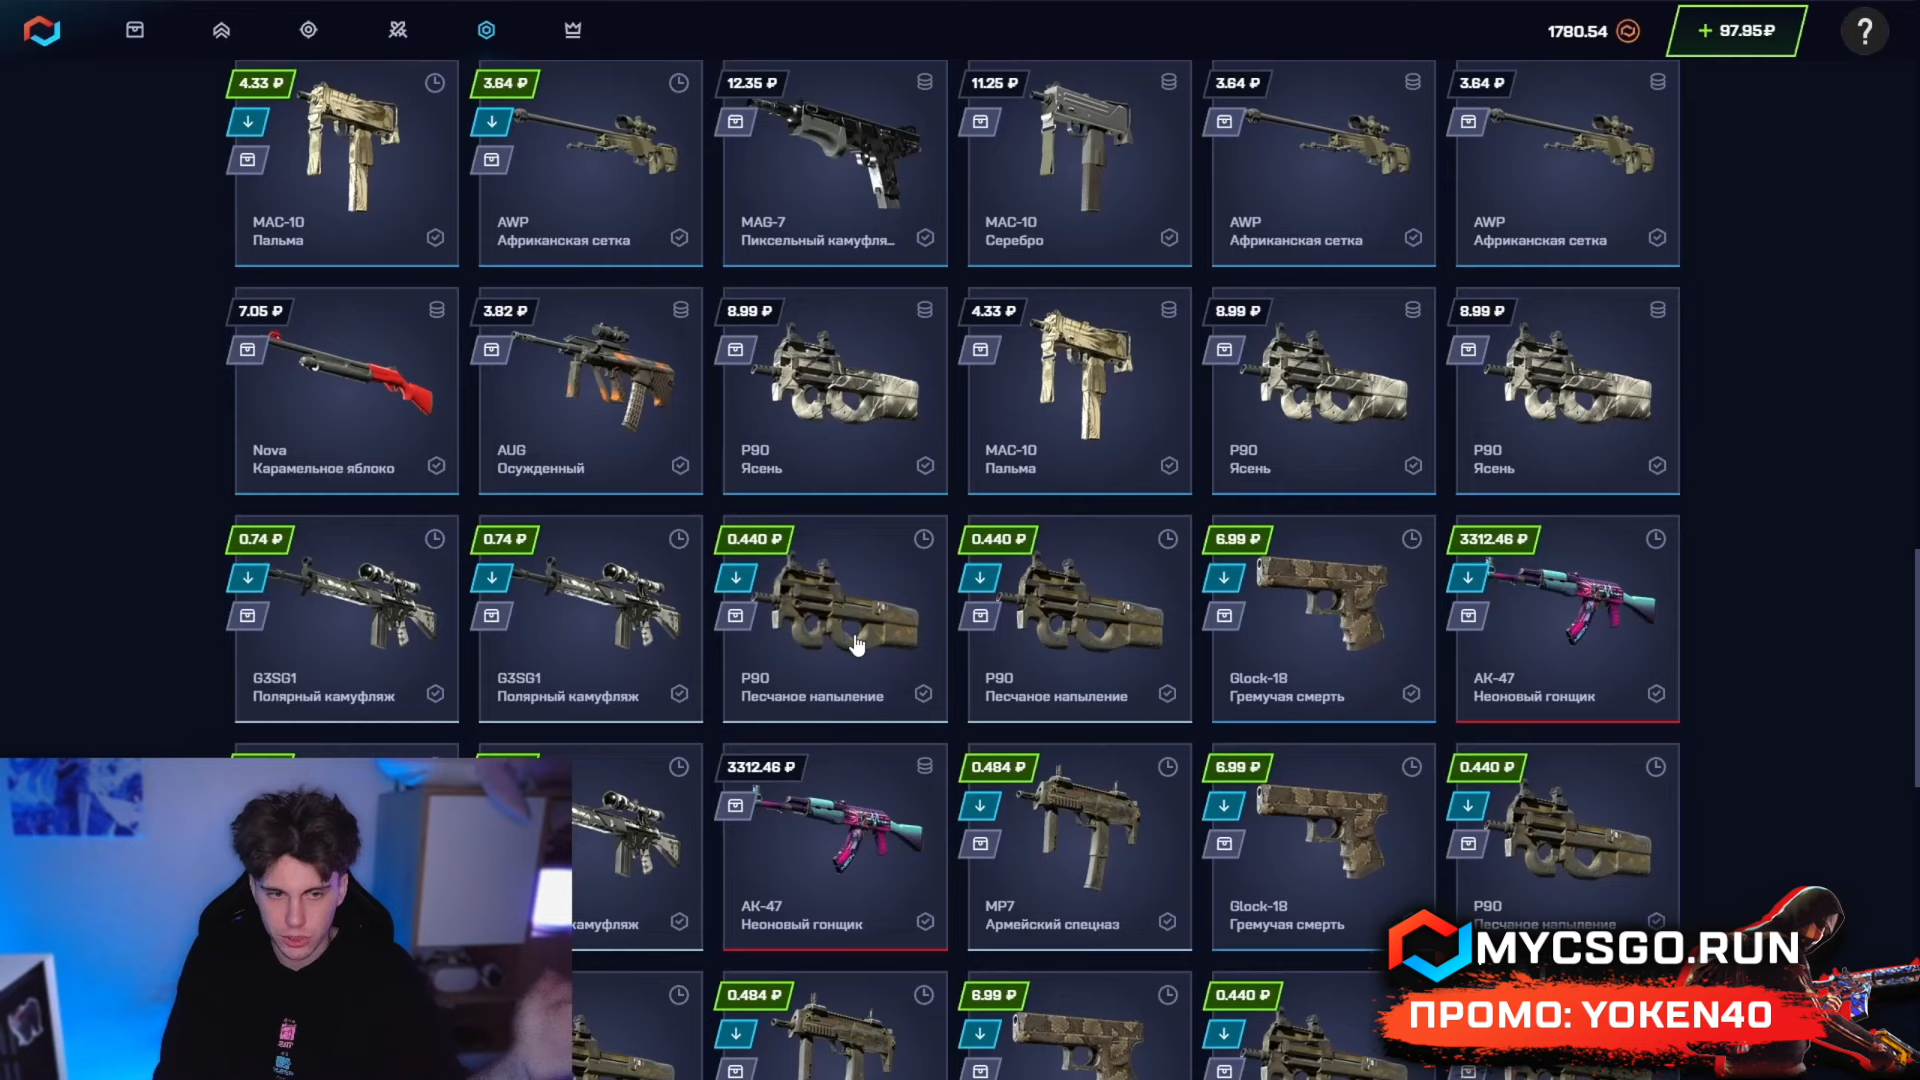 1780.54
+ 97.95 ₽
?
4.33 ₽
MAC-10
Пальма
3.64 ₽
AWP
Африканская сетка
12.35 ₽
MAG-7
Пиксельный камуфля...
11.25 ₽
MAC-10
Серебро
3.64 ₽
AWP
Африканская сетка
3.64 ₽
AWP
Африканская сетка
7.05 ₽
Nova
Карамельное яблоко
3.82 ₽
AUG
Осужденный
8.99 ₽
P90
Ясень
4.33 ₽
MAC-10
Пальма
8.99 ₽
P90
Ясень
8.99 ₽
P90
Ясень
0.74 ₽
G3SG1
Полярный камуфляж
0.74 ₽
G3SG1
Полярный камуфляж
0.440 ₽
P90
Песчаное напыление
0.440 ₽
P90
Песчаное напыление
6.99 ₽
Glock-18
Гремучая смерть
3312.46 ₽
AK-47
Неоновый гонщик
камуфляж
3312.46 ₽
AK-47
Неоновый гонщик
0.484 ₽
MP7
Армейский спецназ
6.99 ₽
Glock-18
Гремучая смерть
0.440 ₽
P90
Песчаное напыление
0.484 ₽
6.99 ₽
0.440 ₽
MYCSGO.RUN
ПРОМО: YOKEN40